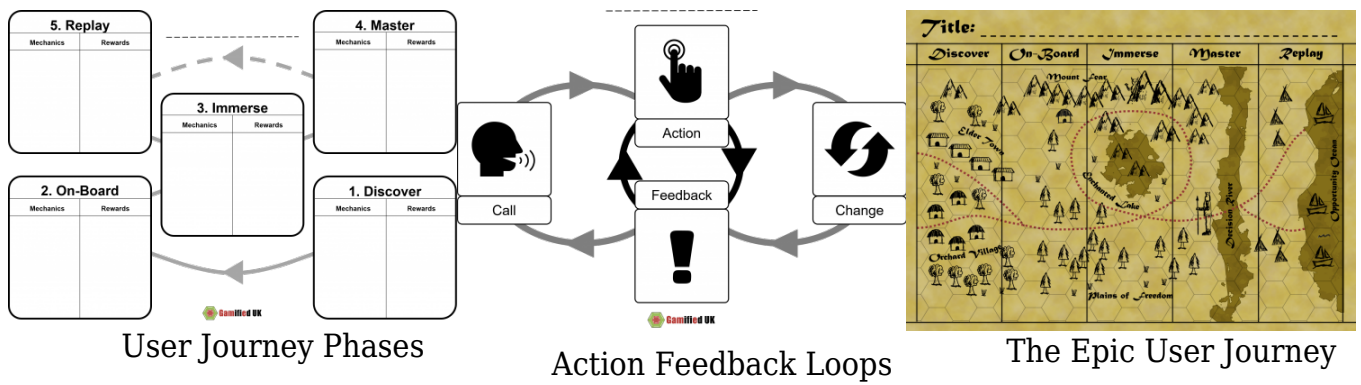 5. Replay
Mechanics Rewards
4. Master
Mechanics Rewards
3. Immerse
Mechanics Rewards
2. On-Board
Mechanics Rewards
1. Discover
Mechanics Rewards
Gamified UK
User Journey Phases
Call
Action
Feedback
Change
Gamified UK
Action Feedback Loops
Title:
Discover On-Board Immerse Master Replay
Mount Fear
Elder Town
Enchanted Lake
Decision River
Opportunity Ocean
Orchard Village
Plains of Freedom
The Epic User Journey